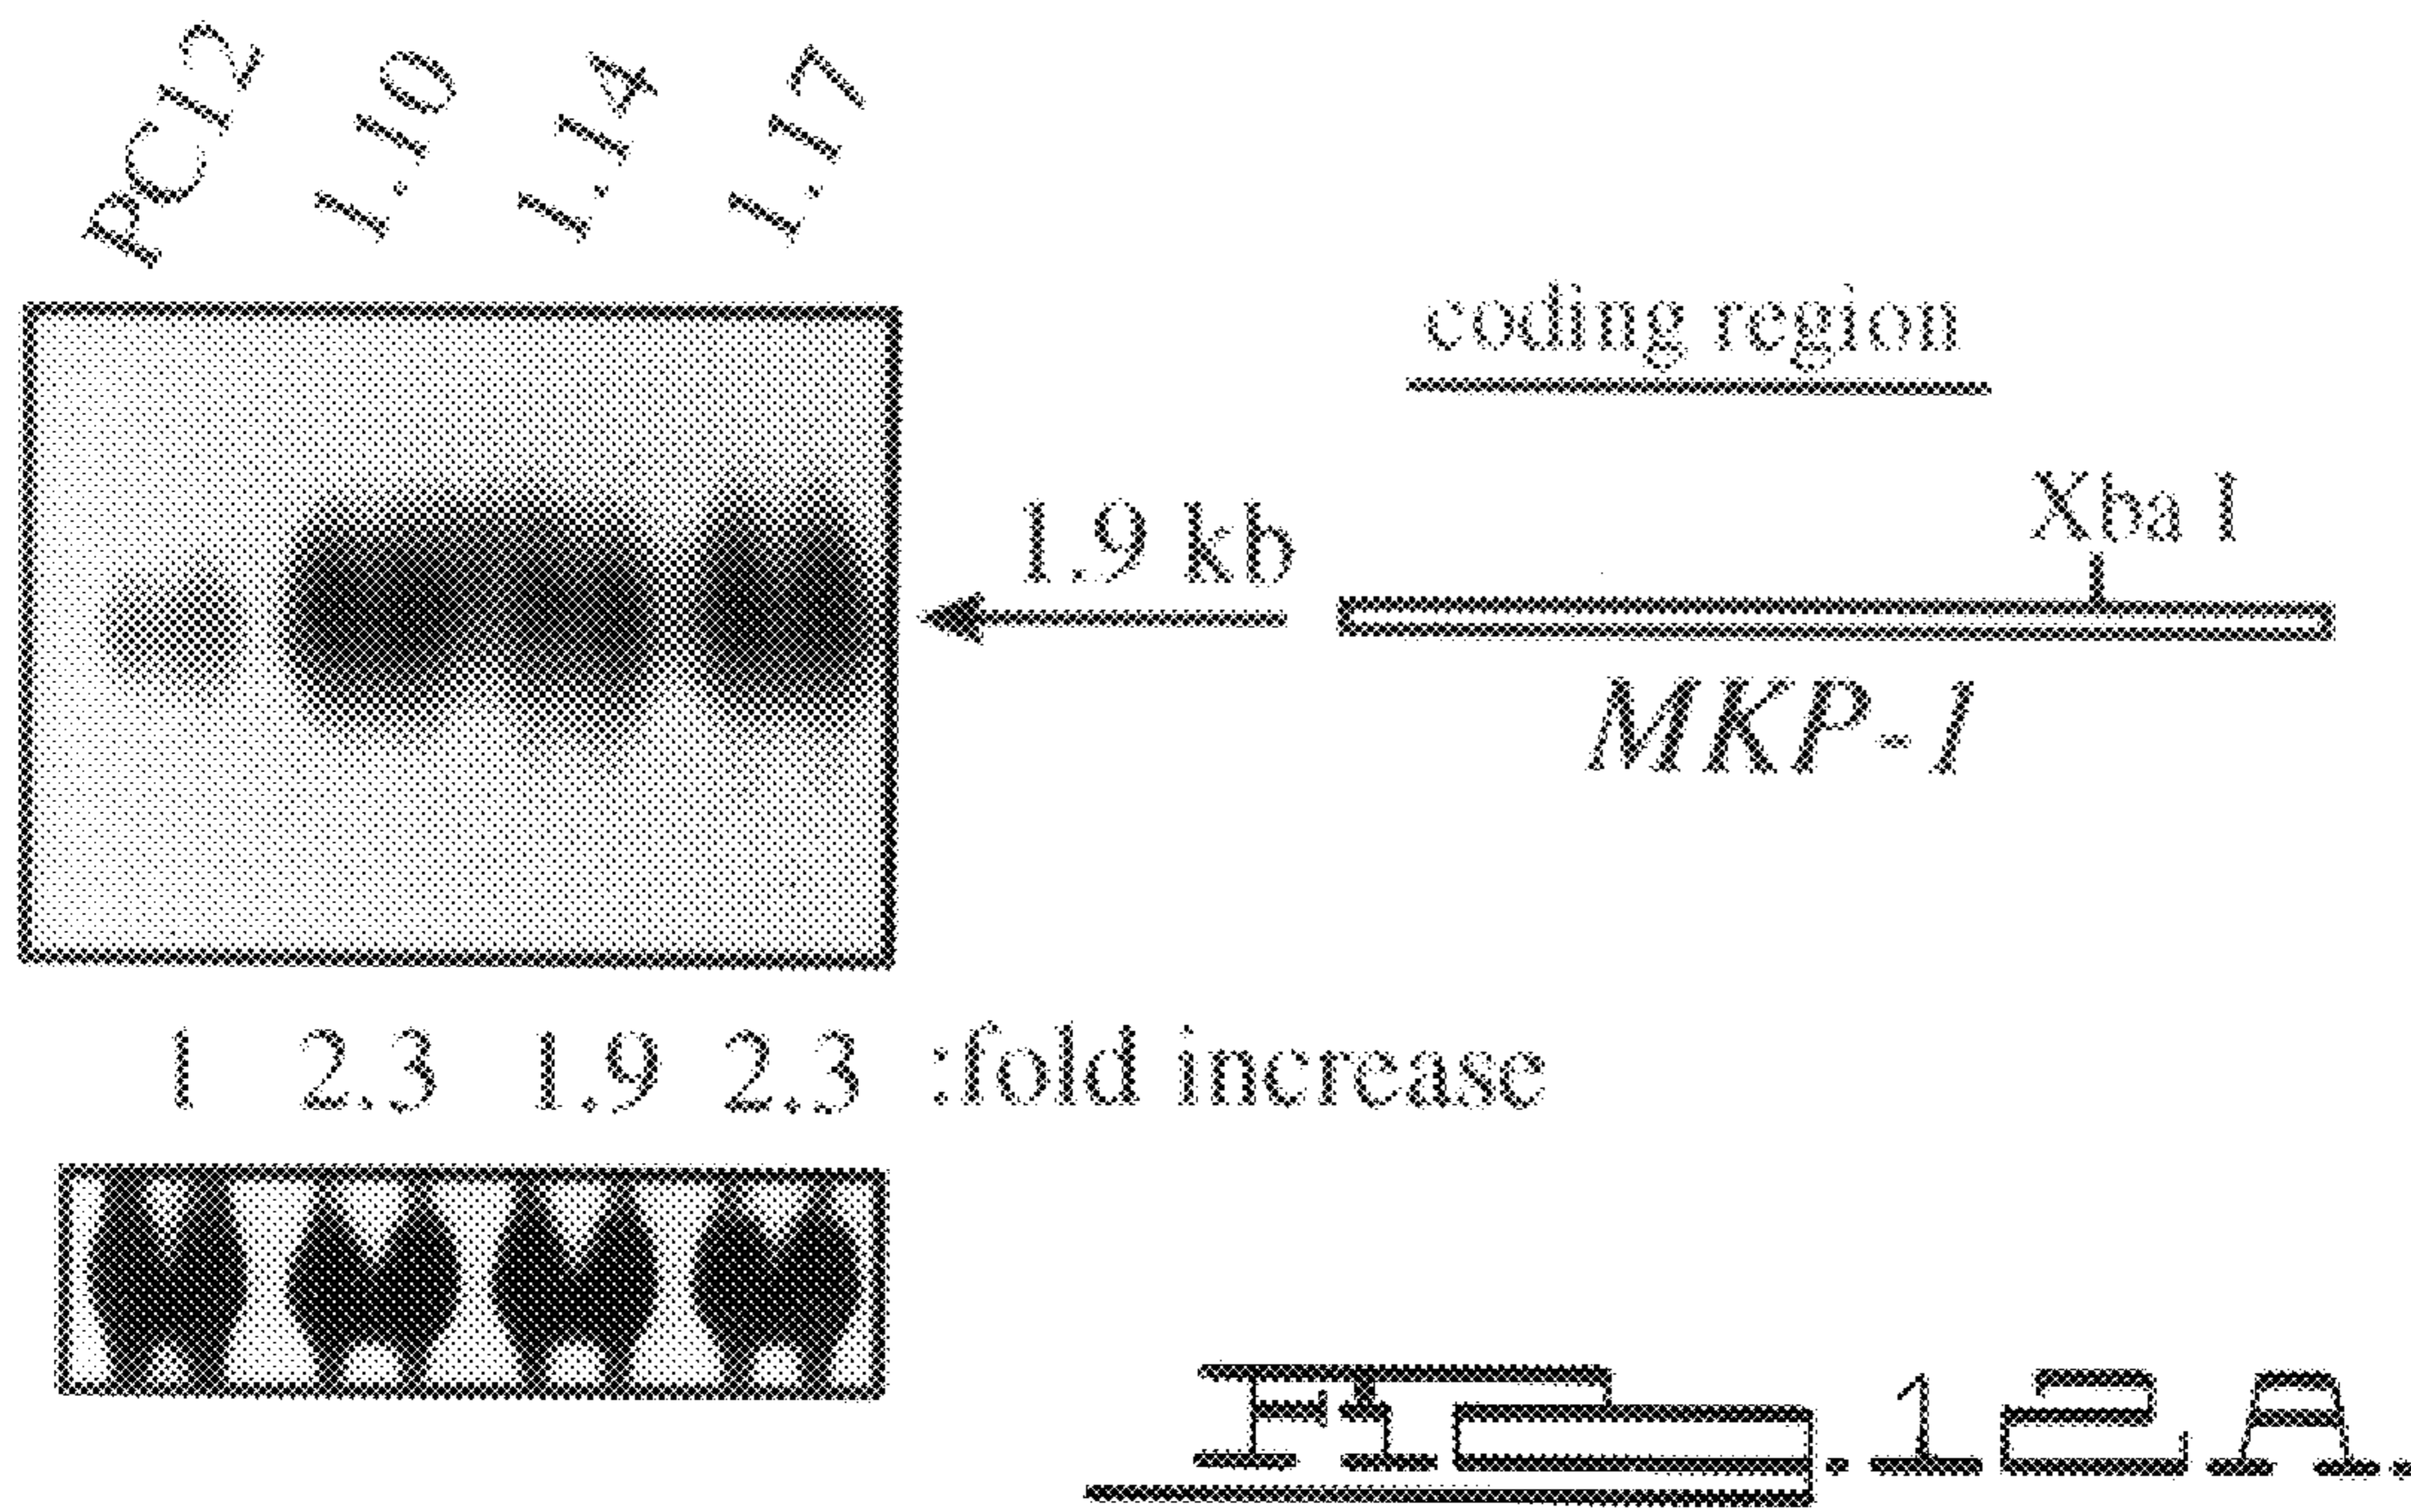 PC12 1.10 1.14 1.17
coding region
Xba I
1.9 kb
MKP-1
1 2.3 1.9 2.3 :fold increase
FIG.12A.